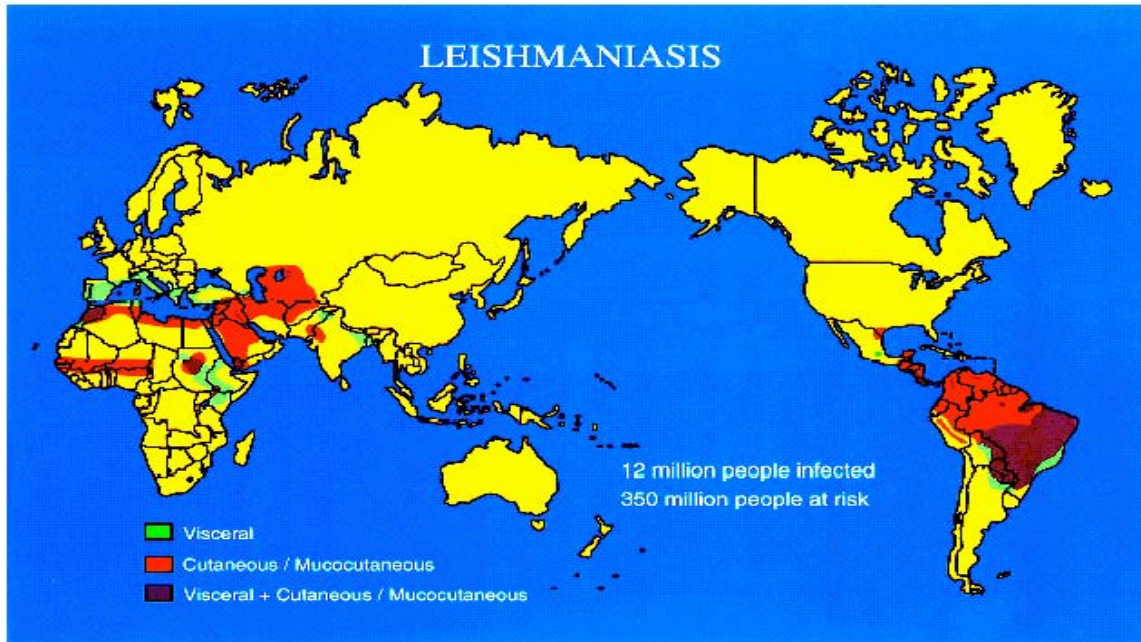 LEISHMANIASIS
12 million people infected
350 million people at risk
Visceral
Cutaneous / Mucocutaneous
Visceral + Cutaneous / Mucocutaneous